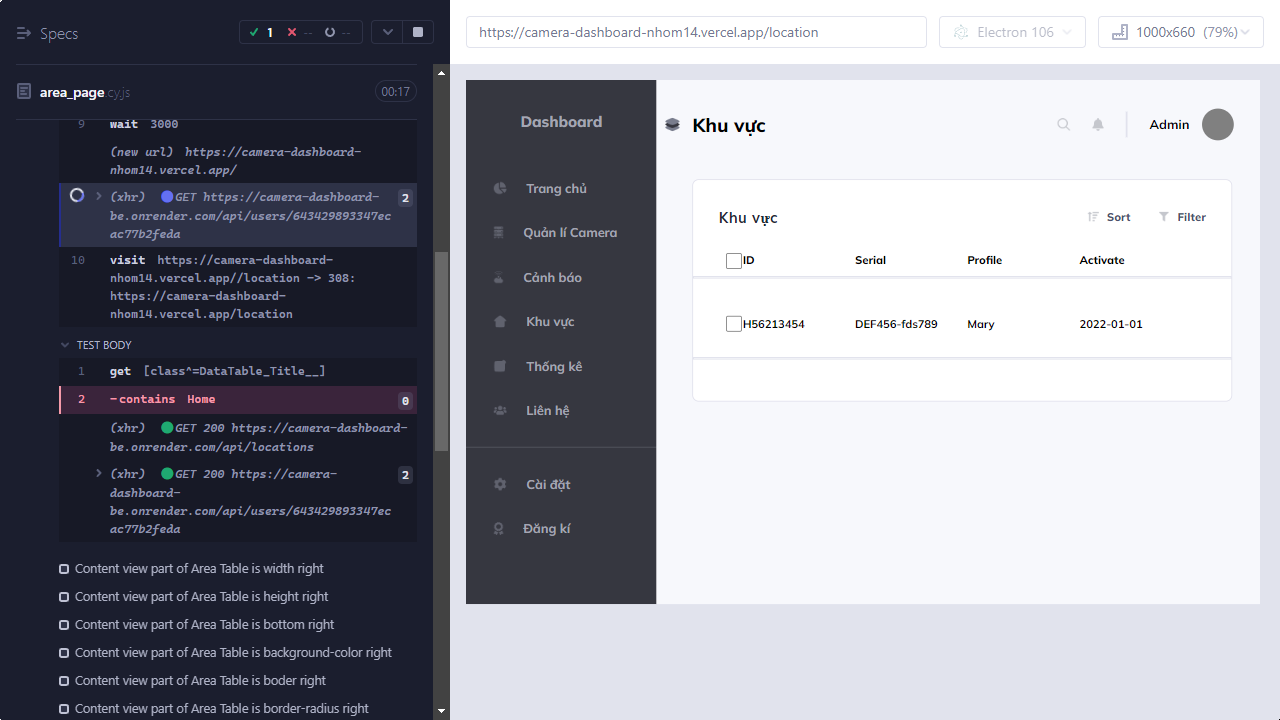 Specs
1
--
--
area_page.cy.js
00:17
9 wait 3000
(new url) https://camera-dashboard-
nhom14.vercel.app/
(xhr) GET https://camera-dashboard-
be.onrender.com/api/users/643429893347ec
ac77b2feda
2
10 visit https://camera-dashboard-
nhom14.vercel.app//location -> 308:
https://camera-dashboard-
nhom14.vercel.app/location
TEST BODY
1 get [class^=DataTable_Title__]
2 -contains Home
0
(xhr) GET 200 https://camera-dashboard-
be.onrender.com/api/locations
(xhr) GET 200 https://camera-
dashboard-
be.onrender.com/api/users/643429893347ec
ac77b2feda
2
Content view part of Area Table is width right
Content view part of Area Table is height right
Content view part of Area Table is bottom right
Content view part of Area Table is background-color right
Content view part of Area Table is boder right
Content view part of Area Table is border-radius right
https://camera-dashboard-nhom14.vercel.app/location
Electron 106
1000x660 (79%)
Dashboard
Trang chủ
Quản lí Camera
Cảnh báo
Khu vực
Thống kê
Liên hệ
Cài đặt
Đăng kí
Khu vực
Admin
Khu vực
Sort
Filter
ID Serial Profile Activate
H56213454 DEF456-fds789 Mary 2022-01-01